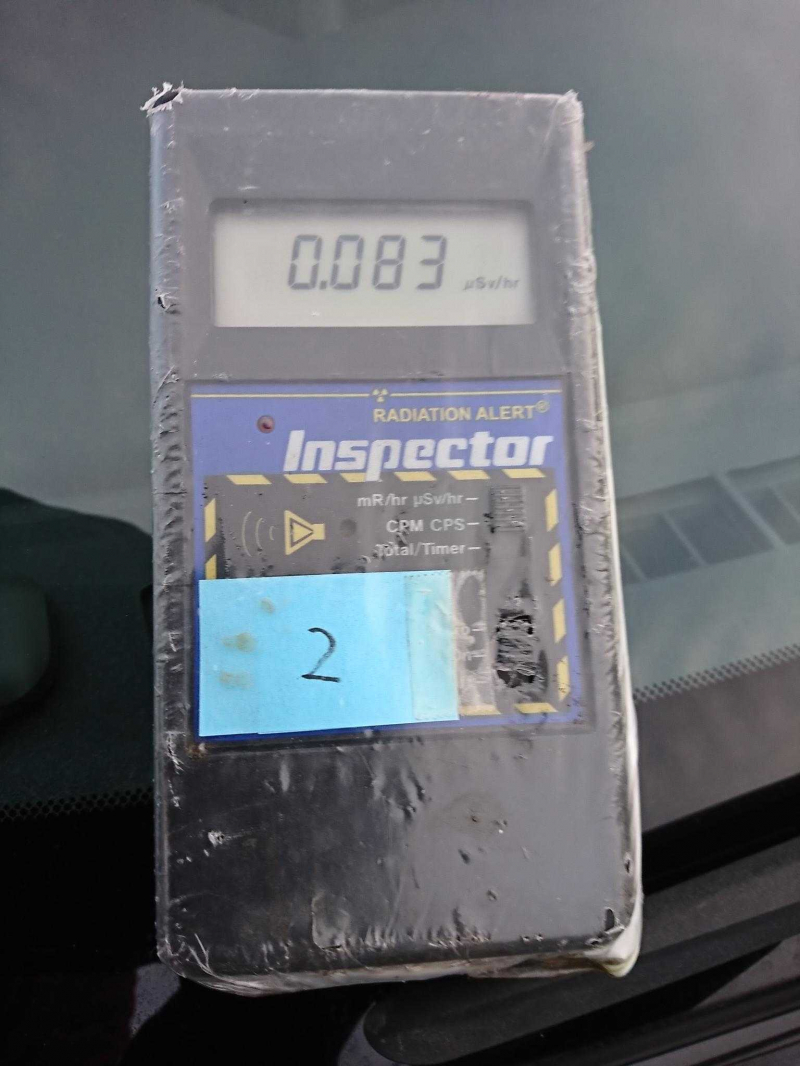 0.083 µSv/hr
RADIATION ALERT®
Inspector
mR/hr µSv/hr
CPM CPS
Total/Timer
2